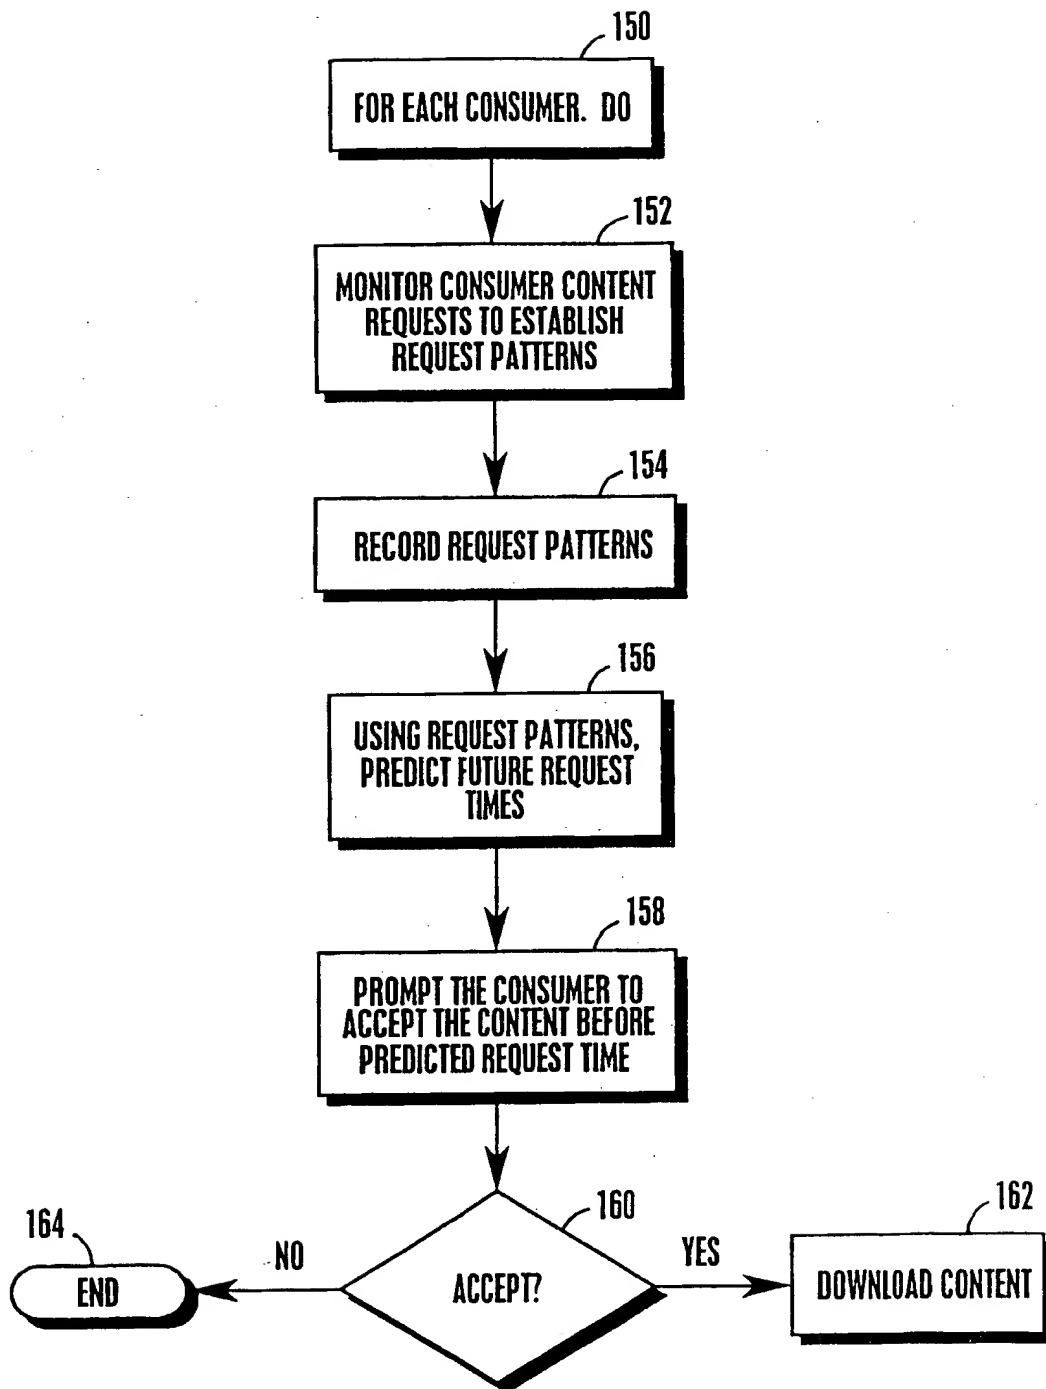 150
FOR EACH CONSUMER. DO
152
MONITOR CONSUMER CONTENT
REQUESTS TO ESTABLISH
REQUEST PATTERNS
154
RECORD REQUEST PATTERNS
156
USING REQUEST PATTERNS,
PREDICT FUTURE REQUEST
TIMES
158
PROMPT THE CONSUMER TO
ACCEPT THE CONTENT BEFORE
PREDICTED REQUEST TIME
160
ACCEPT?
NO
164
END
YES
162
DOWNLOAD CONTENT